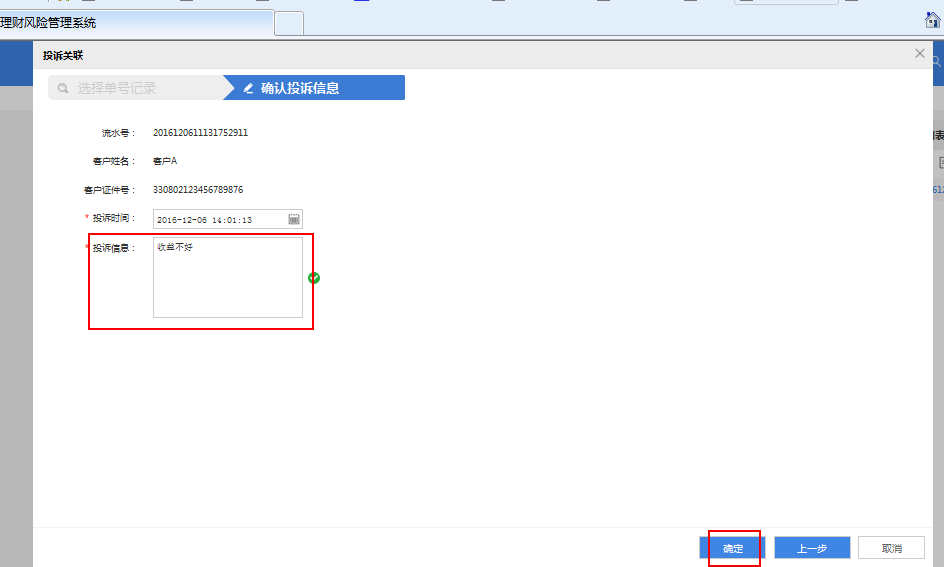 理财风险管理系统
投诉关联
选择单号记录
确认投诉信息
流水号： 2016120611131752911
客户姓名： 客户A
客户证件号： 330802123456789876
* 投诉时间： 2016-12-06 14:01:13
* 投诉信息： 收益不好
确定 上一步 取消